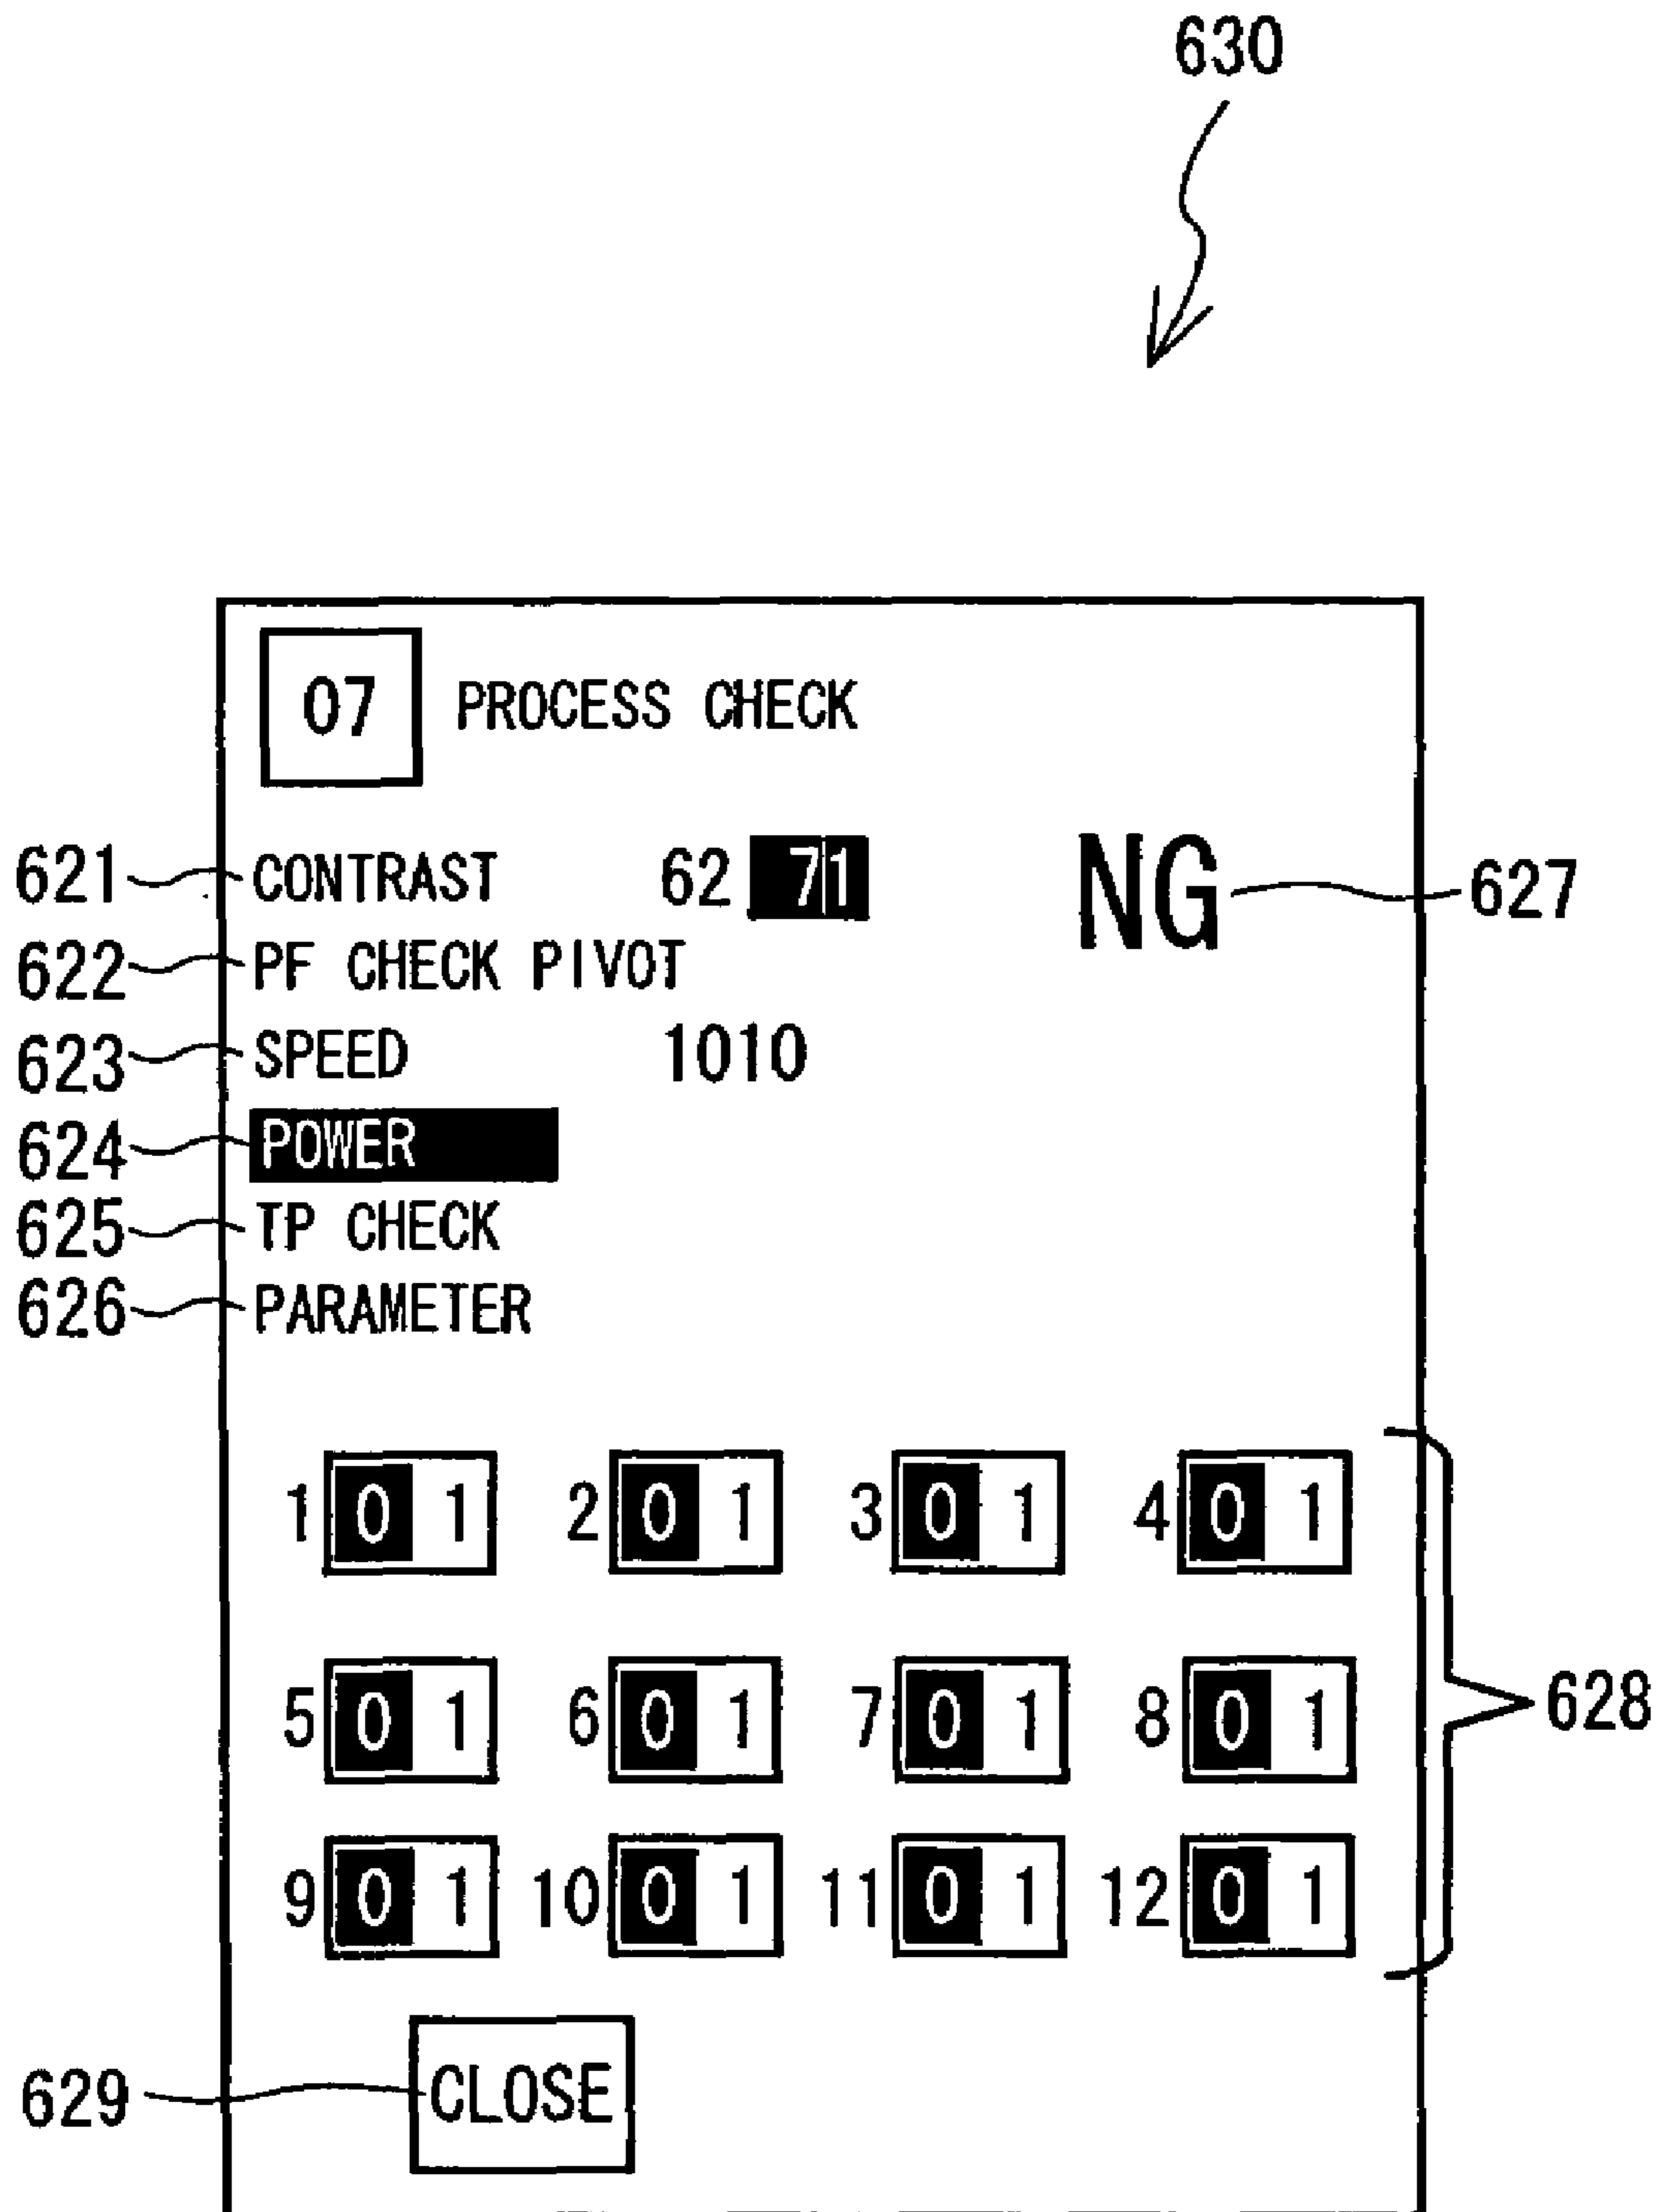 630
07 PROCESS CHECK
621 CONTRAST 62 71 NG 627
622 PF CHECK PIVOT
623 SPEED 1010
624 POWER
625 TP CHECK
626 PARAMETER
1 0 1 2 0 1 3 0 1 4 0 1
5 0 1 6 0 1 7 0 1 8 0 1 628
9 0 1 10 0 1 11 0 1 12 0 1
629 CLOSE